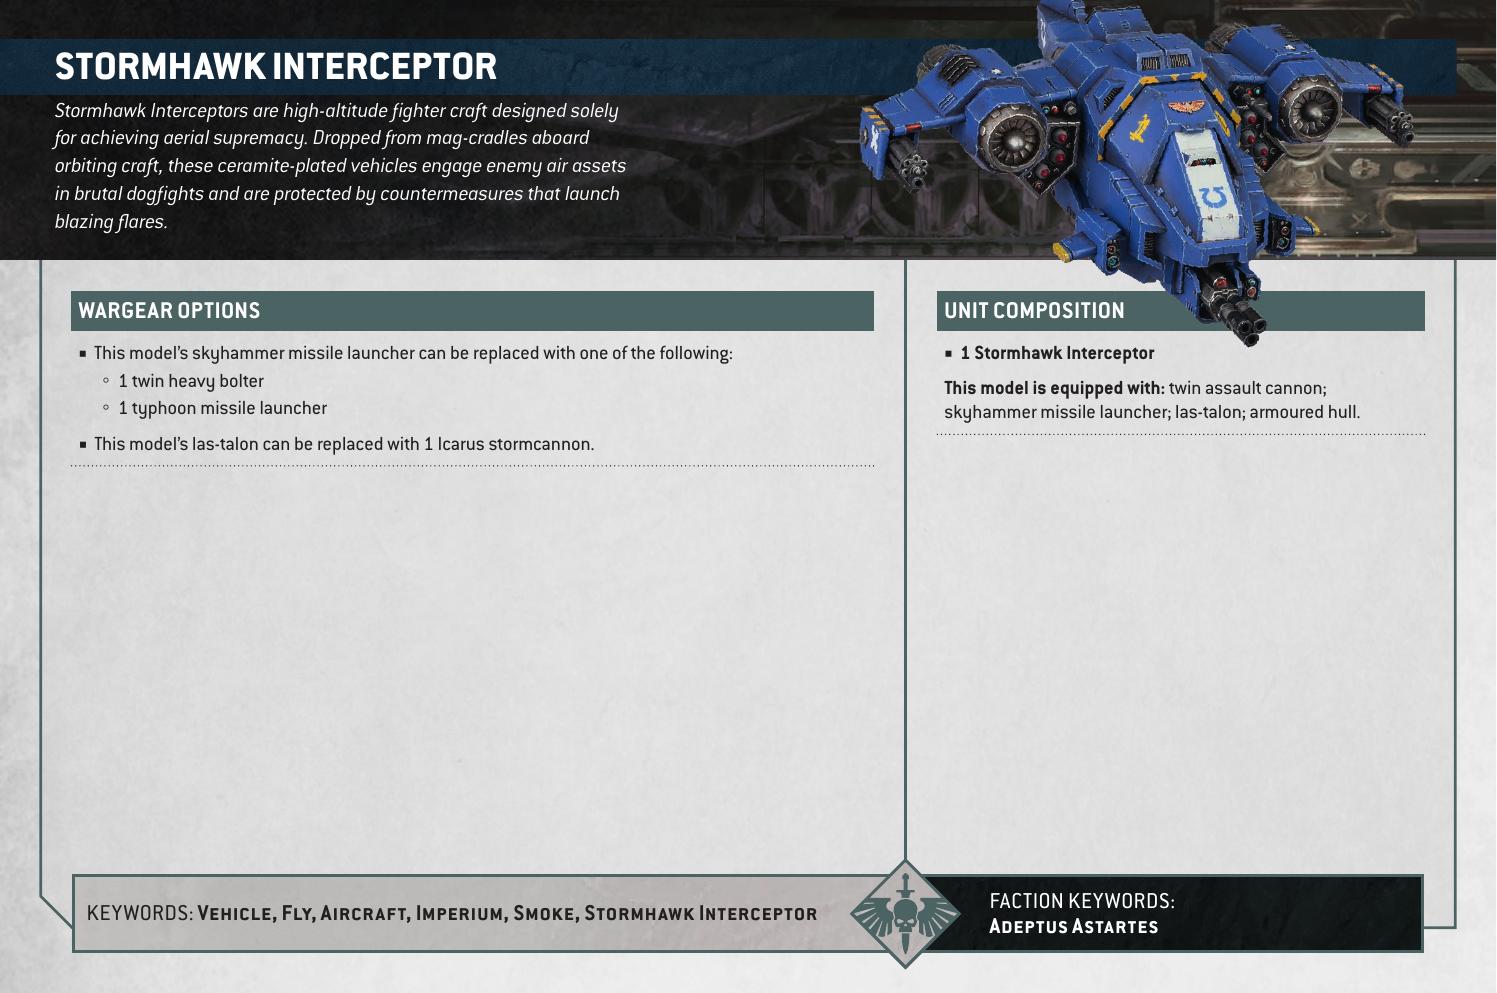 STORMHAWK INTERCEPTOR
Stormhawk Interceptors are high-altitude fighter craft designed solely
for achieving aerial supremacy. Dropped from mag-cradles aboard
orbiting craft, these ceramite-plated vehicles engage enemy air assets
in brutal dogfights and are protected by countermeasures that launch
blazing flares.
WARGEAR OPTIONS
▪ This model’s skyhammer missile launcher can be replaced with one of the following:
◦ 1 twin heavy bolter
◦ 1 typhoon missile launcher
▪ This model’s las-talon can be replaced with 1 Icarus stormcannon.
UNIT COMPOSITION
▪ 1 Stormhawk Interceptor
This model is equipped with: twin assault cannon;
skyhammer missile launcher; las-talon; armoured hull.
KEYWORDS: Vehicle, Fly, Aircraft, Imperium, Smoke, Stormhawk Interceptor
FACTION KEYWORDS:
Adeptus Astartes